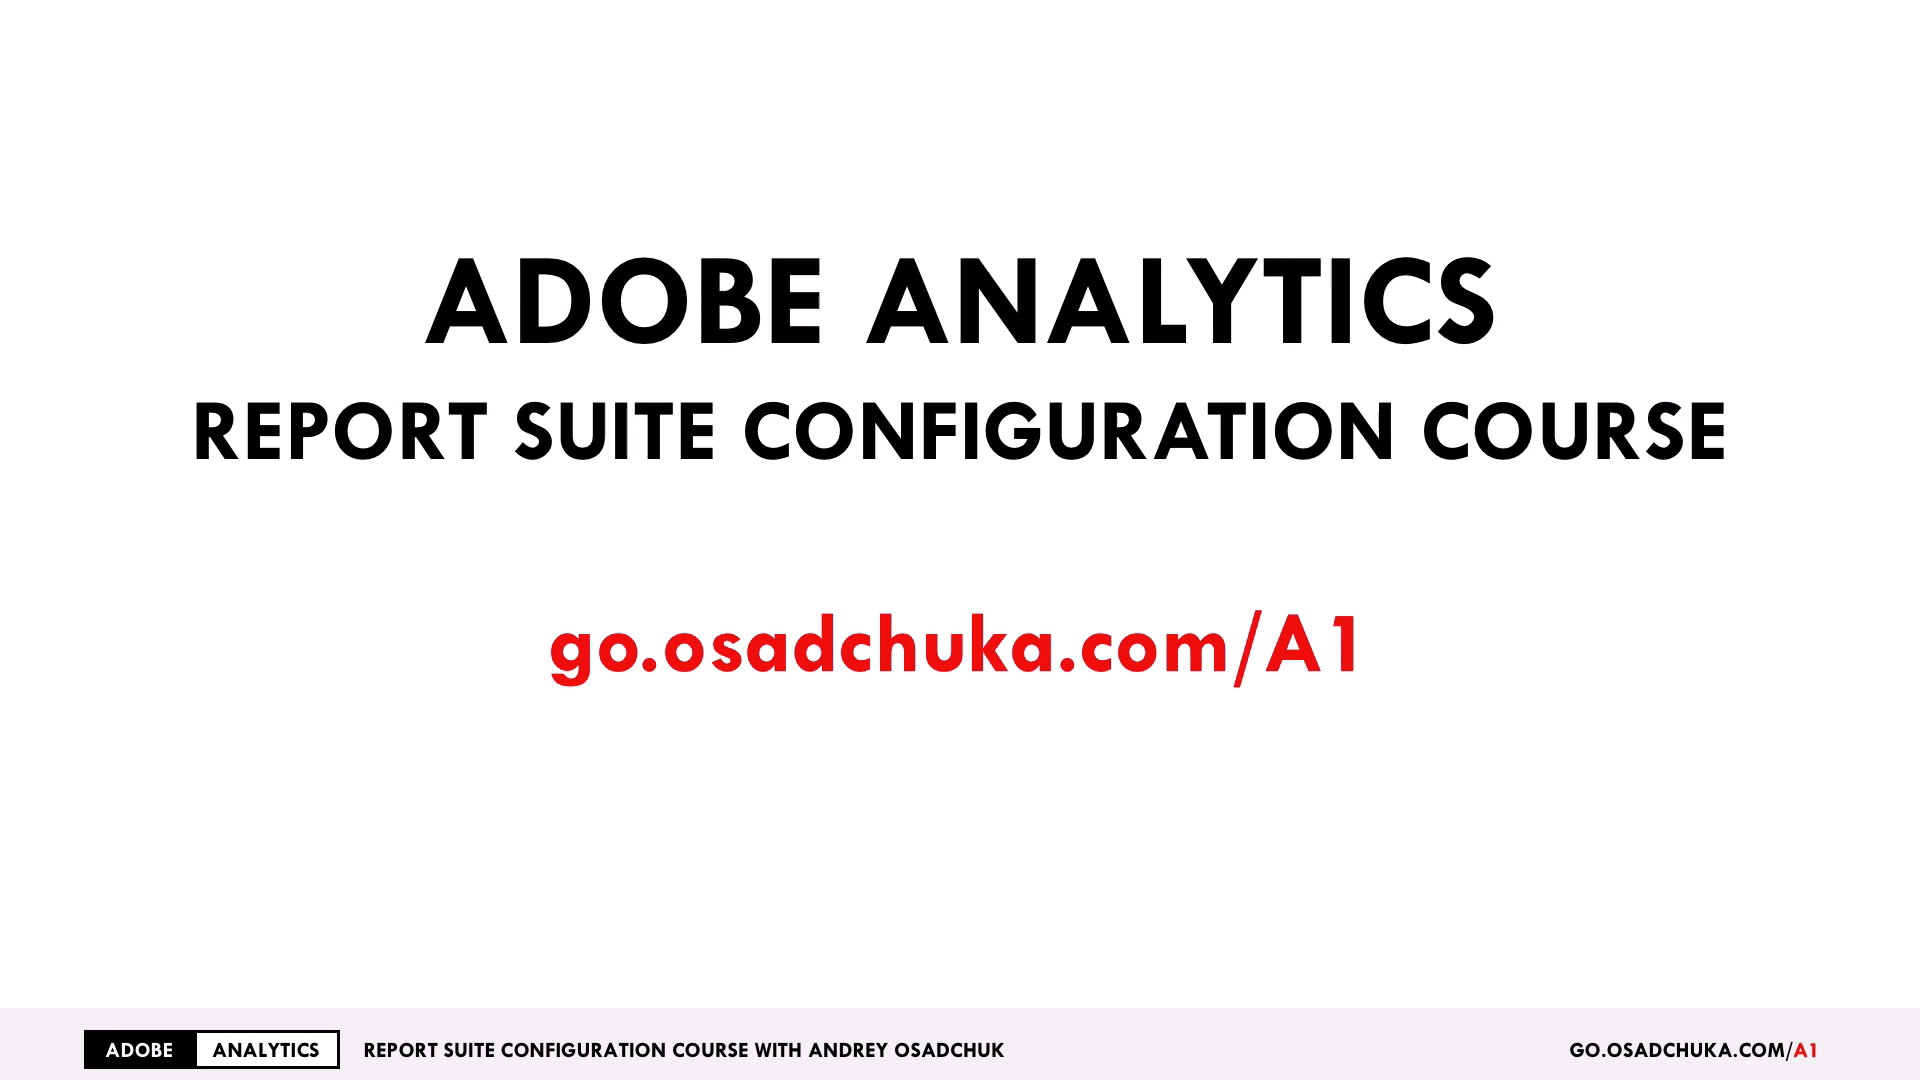 ADOBE ANALYTICS
REPORT SUITE CONFIGURATION COURSE
go.osadchuka.com/A1
ADOBE ANALYTICS REPORT SUITE CONFIGURATION COURSE WITH ANDREY OSADCHUK GO.OSADCHUKA.COM/A1